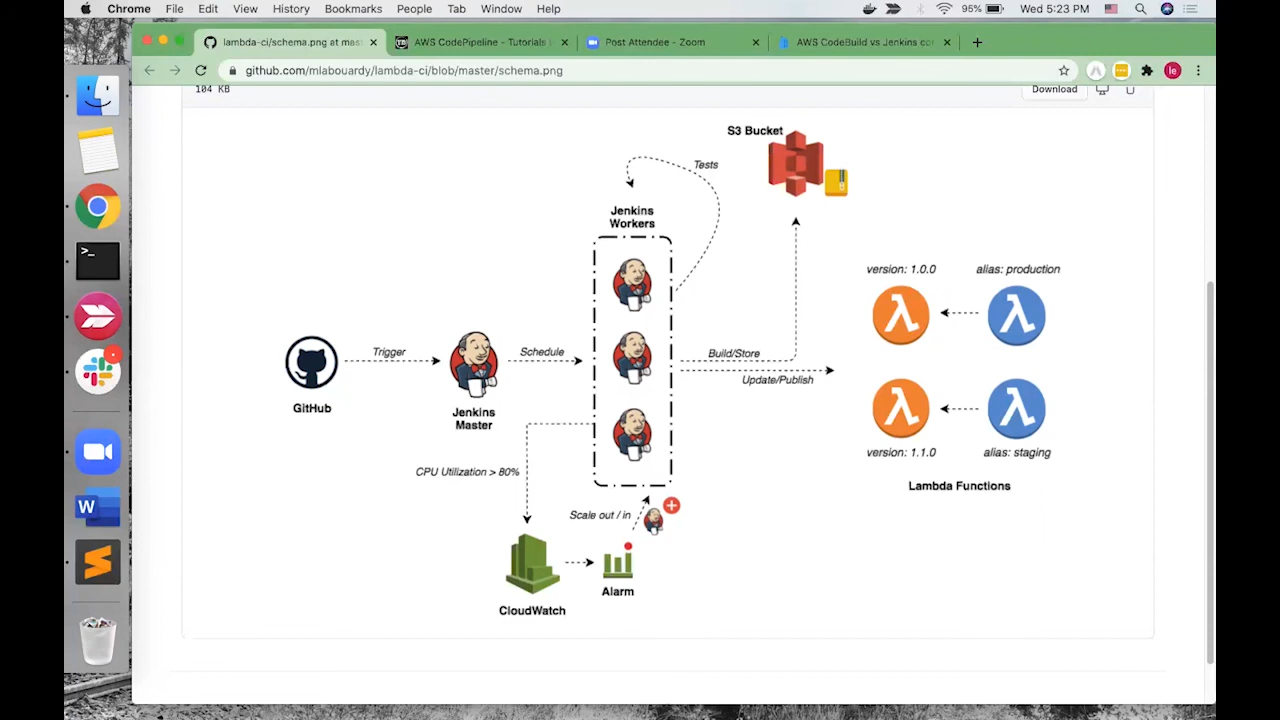 Chrome File Edit View History Bookmarks People Tab Window Help 95% Wed 5:23 PM
lambda-ci/schema.png at mas
AWS CodePipeline - Tutorials
Post Attendee - Zoom
AWS CodeBuild vs Jenkins co
github.com/mlabouardy/lambda-ci/blob/master/schema.png
le
104 KB
Download
S3 Bucket
Tests
Jenkins
Workers
version: 1.0.0
alias: production
Trigger
Schedule
Build/Store
Update/Publish
GitHub
Jenkins
Master
version: 1.1.0
alias: staging
CPU Utilization > 80%
Lambda Functions
Scale out / in
Alarm
CloudWatch